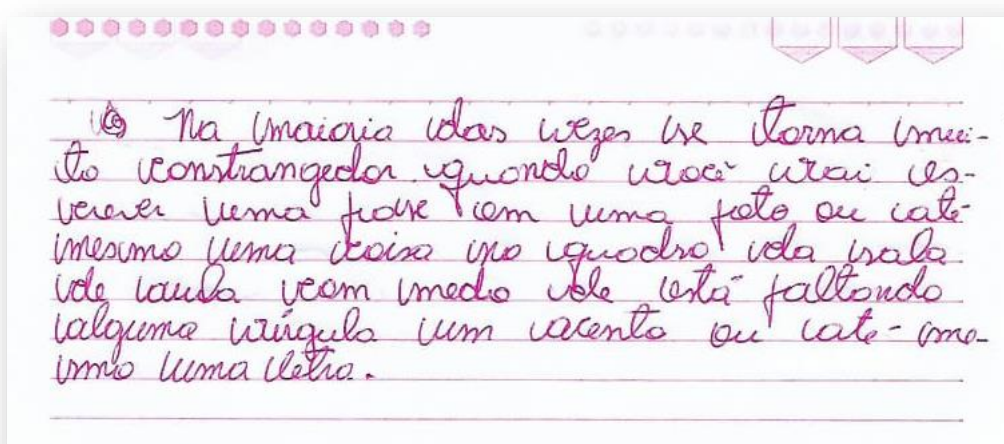 Na maioria das vezes se torna mui-
to constrangedor quando você vai es-
crever uma frase em uma foto ou até
mesmo uma coisa no quadro da sala
de aula com medo de está faltando
alguma vírgula um acento ou até-me-
smo uma letra.